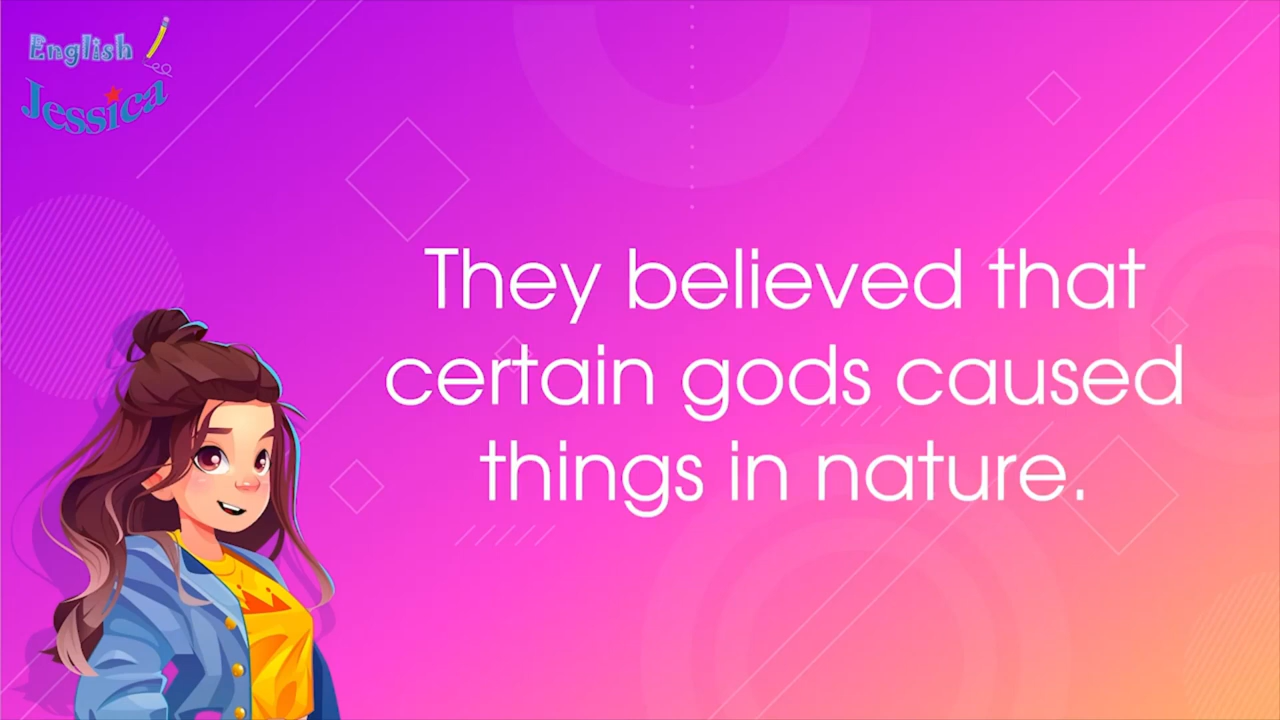 English
Jessica
They believed that
certain gods caused
things in nature.